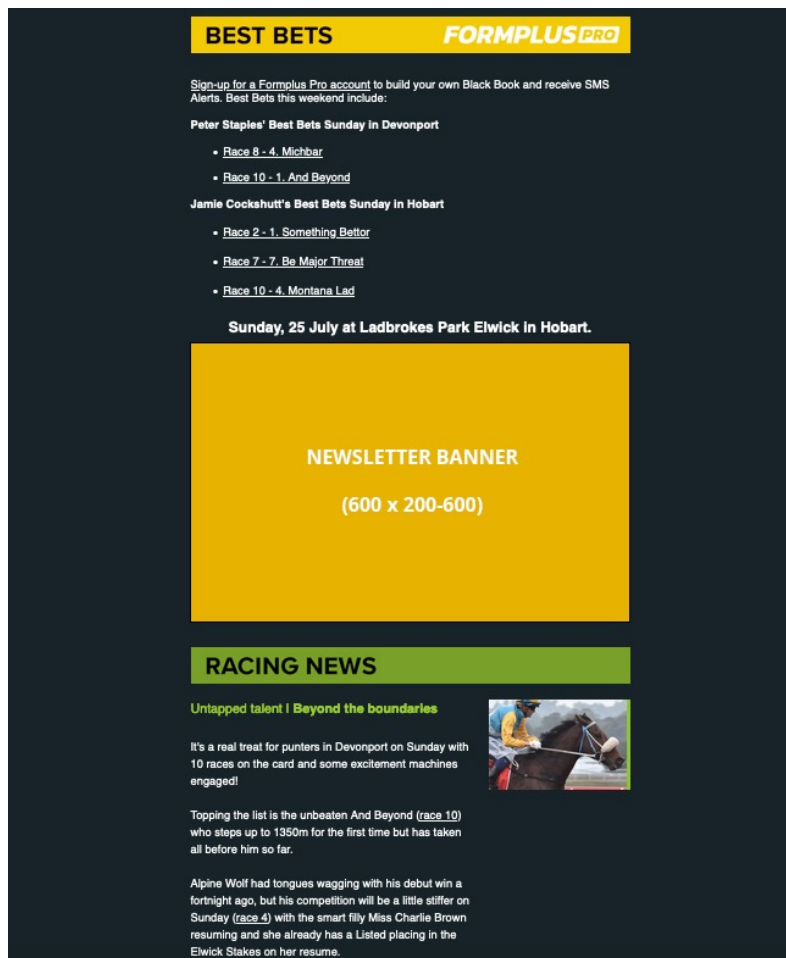 BEST BETS
FORMPLUS PRO
Sign-up for a Formplus Pro account to build your own Black Book and receive SMS
Alerts. Best Bets this weekend include:
Peter Staples' Best Bets Sunday in Devonport
Race 8 - 4. Michbar
Race 10 - 1. And Beyond
Jamie Cockshutt's Best Bets Sunday in Hobart
Race 2 - 1. Something Bettor
Race 7 - 7. Be Major Threat
Race 10 - 4. Montana Lad
Sunday, 25 July at Ladbrokes Park Elwick in Hobart.
NEWSLETTER BANNER
(600 x 200-600)
RACING NEWS
Untapped talent | Beyond the boundaries
It's a real treat for punters in Devonport on Sunday with
10 races on the card and some excitement machines
engaged!
Topping the list is the unbeaten And Beyond (race 10)
who steps up to 1350m for the first time but has taken
all before him so far.
Alpine Wolf had tongues wagging with his debut win a
fortnight ago, but his competition will be a little stiffer on
Sunday (race 4) with the smart filly Miss Charlie Brown
resuming and she already has a Listed placing in the
Elwick Stakes on her resume.